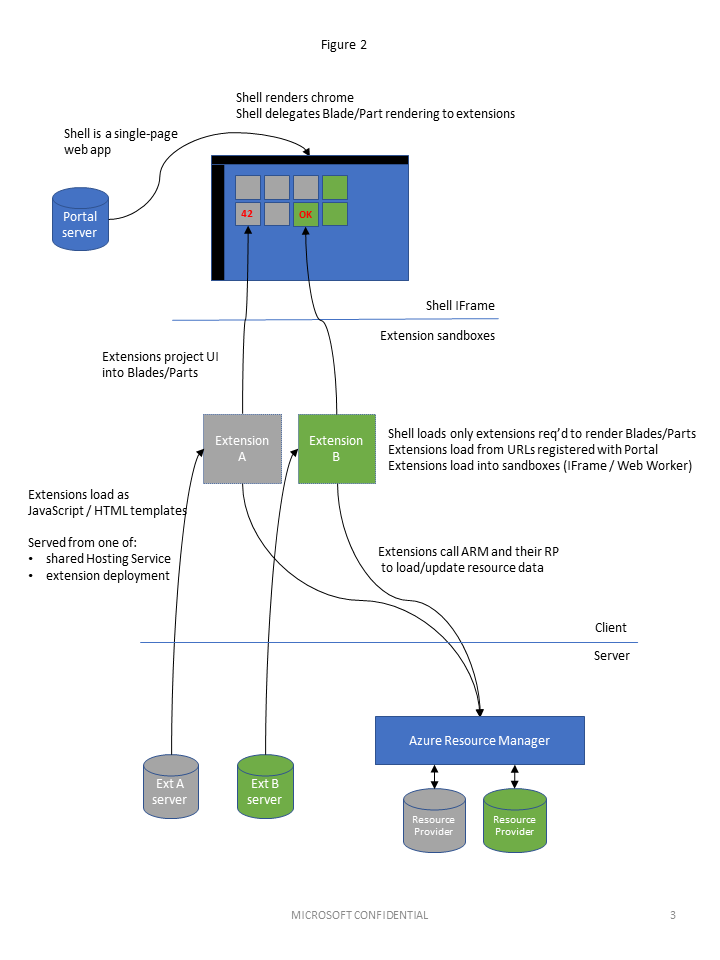 Figure 2
Shell renders chrome
Shell delegates Blade/Part rendering to extensions
Shell is a single-page
web app
Portal
server
42
OK
Shell IFrame
Extension sandboxes
Extensions project UI
into Blades/Parts
Extension
A
Extension
B
Shell loads only extensions req'd to render Blades/Parts
Extensions load from URLs registered with Portal
Extensions load into sandboxes (IFrame / Web Worker)
Extensions load as
JavaScript / HTML templates
Served from one of:
• shared Hosting Service
• extension deployment
Extensions call ARM and their RP
to load/update resource data
Client
Server
Azure Resource Manager
Ext A
server
Ext B
server
Resource
Provider
Resource
Provider
MICROSOFT CONFIDENTIAL
3